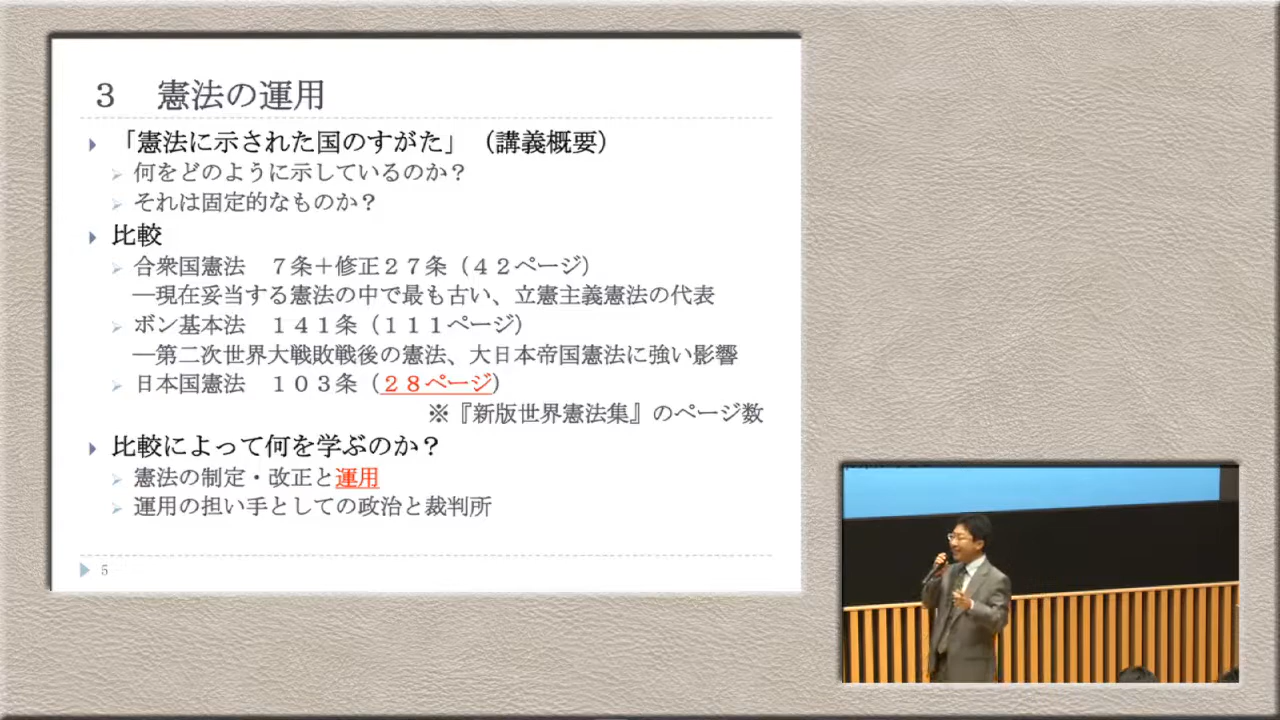 ３　憲法の運用
「憲法に示された国のすがた」（講義概要）
何をどのように示しているのか？
それは固定的なものか？
比較
合衆国憲法　７条＋修正２７条（４２ページ）
―現在妥当する憲法の中で最も古い、立憲主義憲法の代表
ボン基本法　１４１条（１１１ページ）
―第二次世界大戦敗戦後の憲法、大日本帝国憲法に強い影響
日本国憲法　１０３条（２８ページ）
※『新版世界憲法集』のページ数
比較によって何を学ぶのか？
憲法の制定・改正と運用
運用の担い手としての政治と裁判所
5